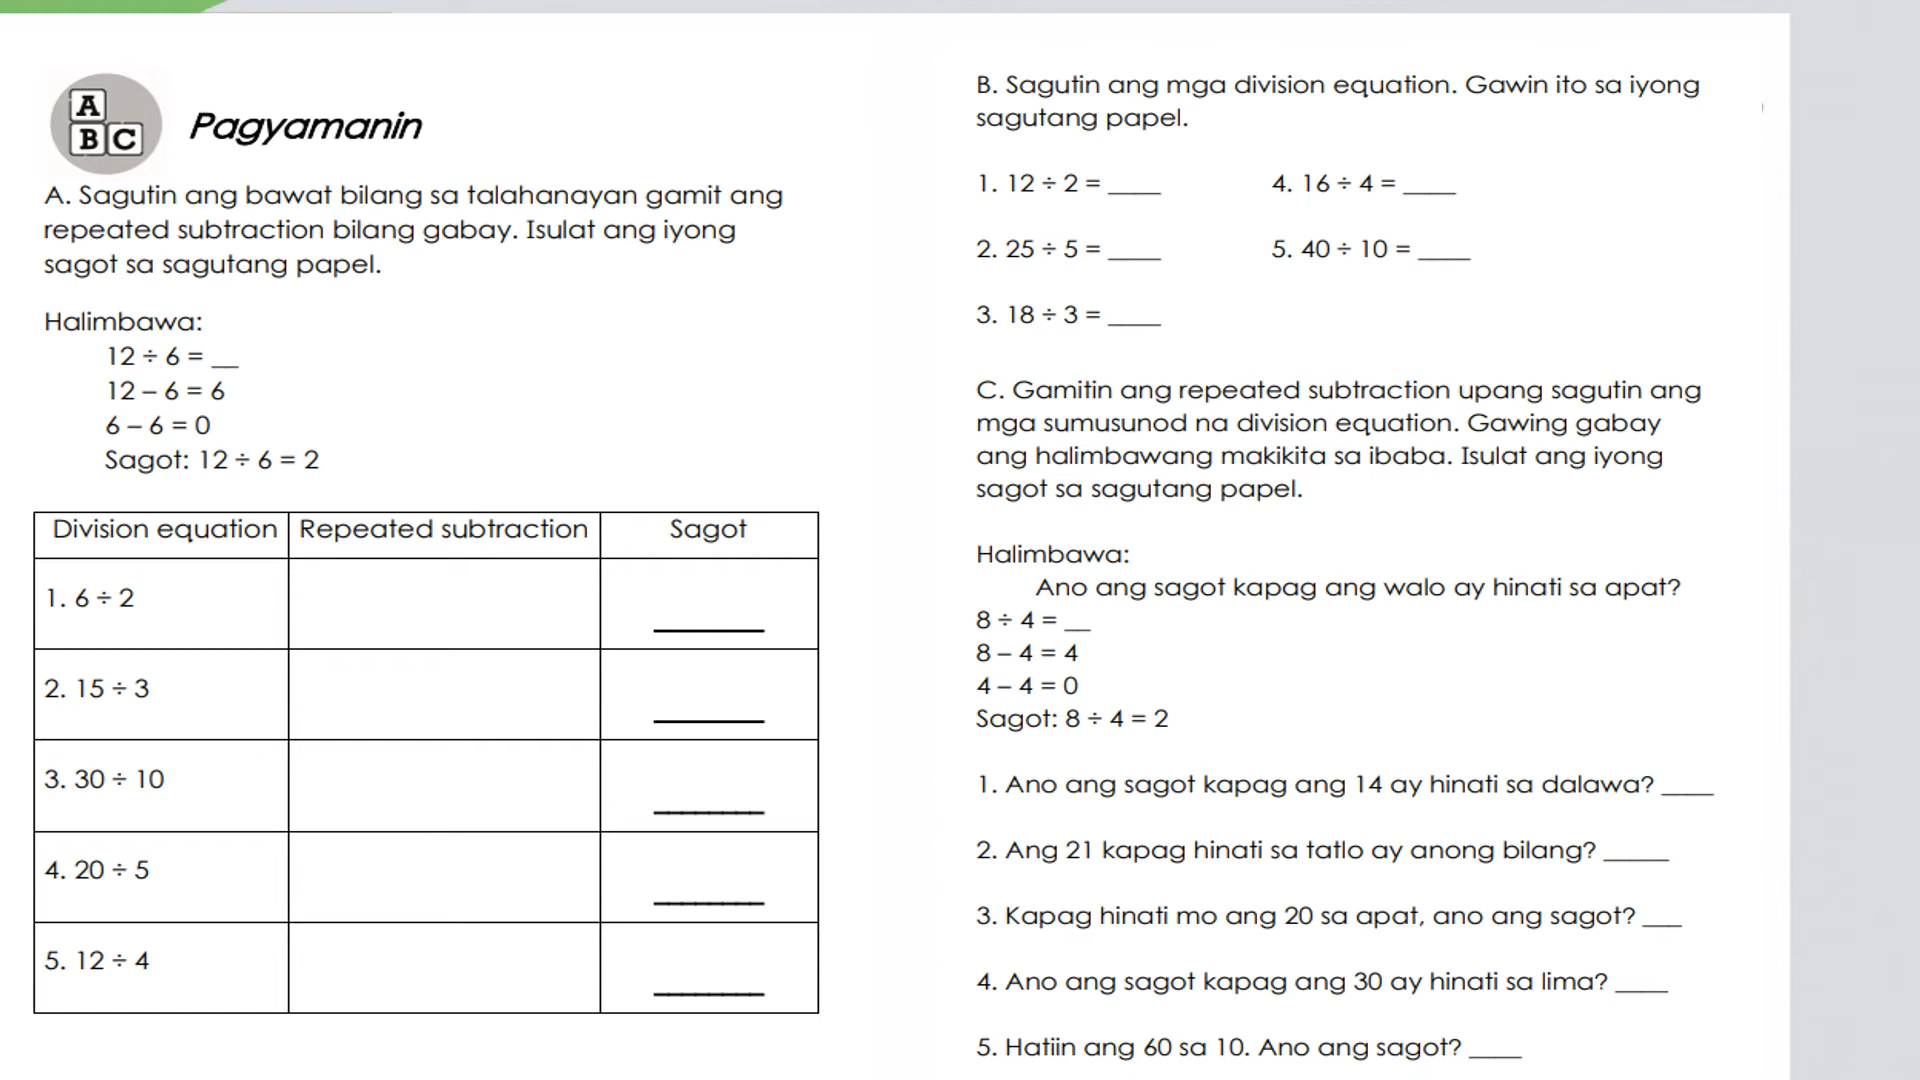 A
B C
Pagyamanin
A. Sagutin ang bawat bilang sa talahanayan gamit ang
repeated subtraction bilang gabay. Isulat ang iyong
sagot sa sagutang papel.
Halimbawa:
12 ÷ 6 = __
12 – 6 = 6
6 – 6 = 0
Sagot: 12 ÷ 6 = 2
Division equation Repeated subtraction Sagot
1. 6 ÷ 2 ________
2. 15 ÷ 3 ________
3. 30 ÷ 10 ________
4. 20 ÷ 5 ________
5. 12 ÷ 4 ________
B. Sagutin ang mga division equation. Gawin ito sa iyong
sagutang papel.
1. 12 ÷ 2 = ____ 4. 16 ÷ 4 = ____
2. 25 ÷ 5 = ____ 5. 40 ÷ 10 = ____
3. 18 ÷ 3 = ____
C. Gamitin ang repeated subtraction upang sagutin ang
mga sumusunod na division equation. Gawing gabay
ang halimbawang makikita sa ibaba. Isulat ang iyong
sagot sa sagutang papel.
Halimbawa:
Ano ang sagot kapag ang walo ay hinati sa apat?
8 ÷ 4 = __
8 – 4 = 4
4 – 4 = 0
Sagot: 8 ÷ 4 = 2
1. Ano ang sagot kapag ang 14 ay hinati sa dalawa? ____
2. Ang 21 kapag hinati sa tatlo ay anong bilang? _____
3. Kapag hinati mo ang 20 sa apat, ano ang sagot? ___
4. Ano ang sagot kapag ang 30 ay hinati sa lima? ____
5. Hatiin ang 60 sa 10. Ano ang sagot? ____